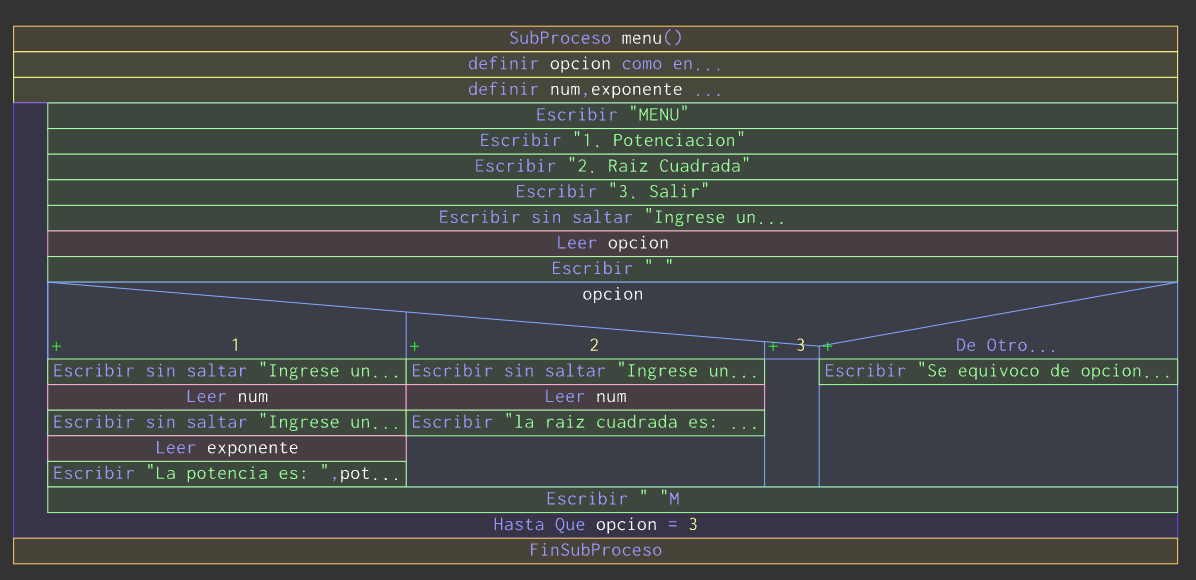 SubProceso menu()
definir opcion como en...
definir num,exponente ...
Escribir "MENU"
Escribir "1. Potenciacion"
Escribir "2. Raiz Cuadrada"
Escribir "3. Salir"
Escribir sin saltar "Ingrese un...
Leer opcion
Escribir " "
opcion
+ 1 + 2 + 3 + De Otro...
Escribir sin saltar "Ingrese un... Escribir sin saltar "Ingrese un... Escribir "Se equivoco de opcion...
Leer num Leer num
Escribir sin saltar "Ingrese un... Escribir "la raiz cuadrada es: ...
Leer exponente
Escribir "La potencia es: ",pot...
Escribir " "M
Hasta Que opcion = 3
FinSubProceso